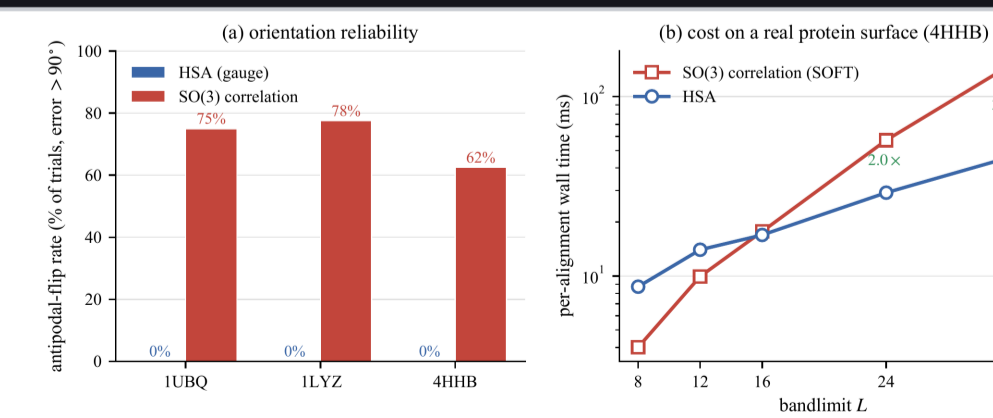 (a) orientation reliability
antipodal-flip rate (% of trials, error > 90°)
100
80
60
40
20
0
HSA (gauge)
SO(3) correlation
75%
78%
62%
0%
0%
0%
1UBQ
1LYZ
4HHB
(b) cost on a real protein surface (4HHB)
per-alignment wall time (ms)
10²
10¹
SO(3) correlation (SOFT)
HSA
2.0×
8
12
16
24
bandlimit L